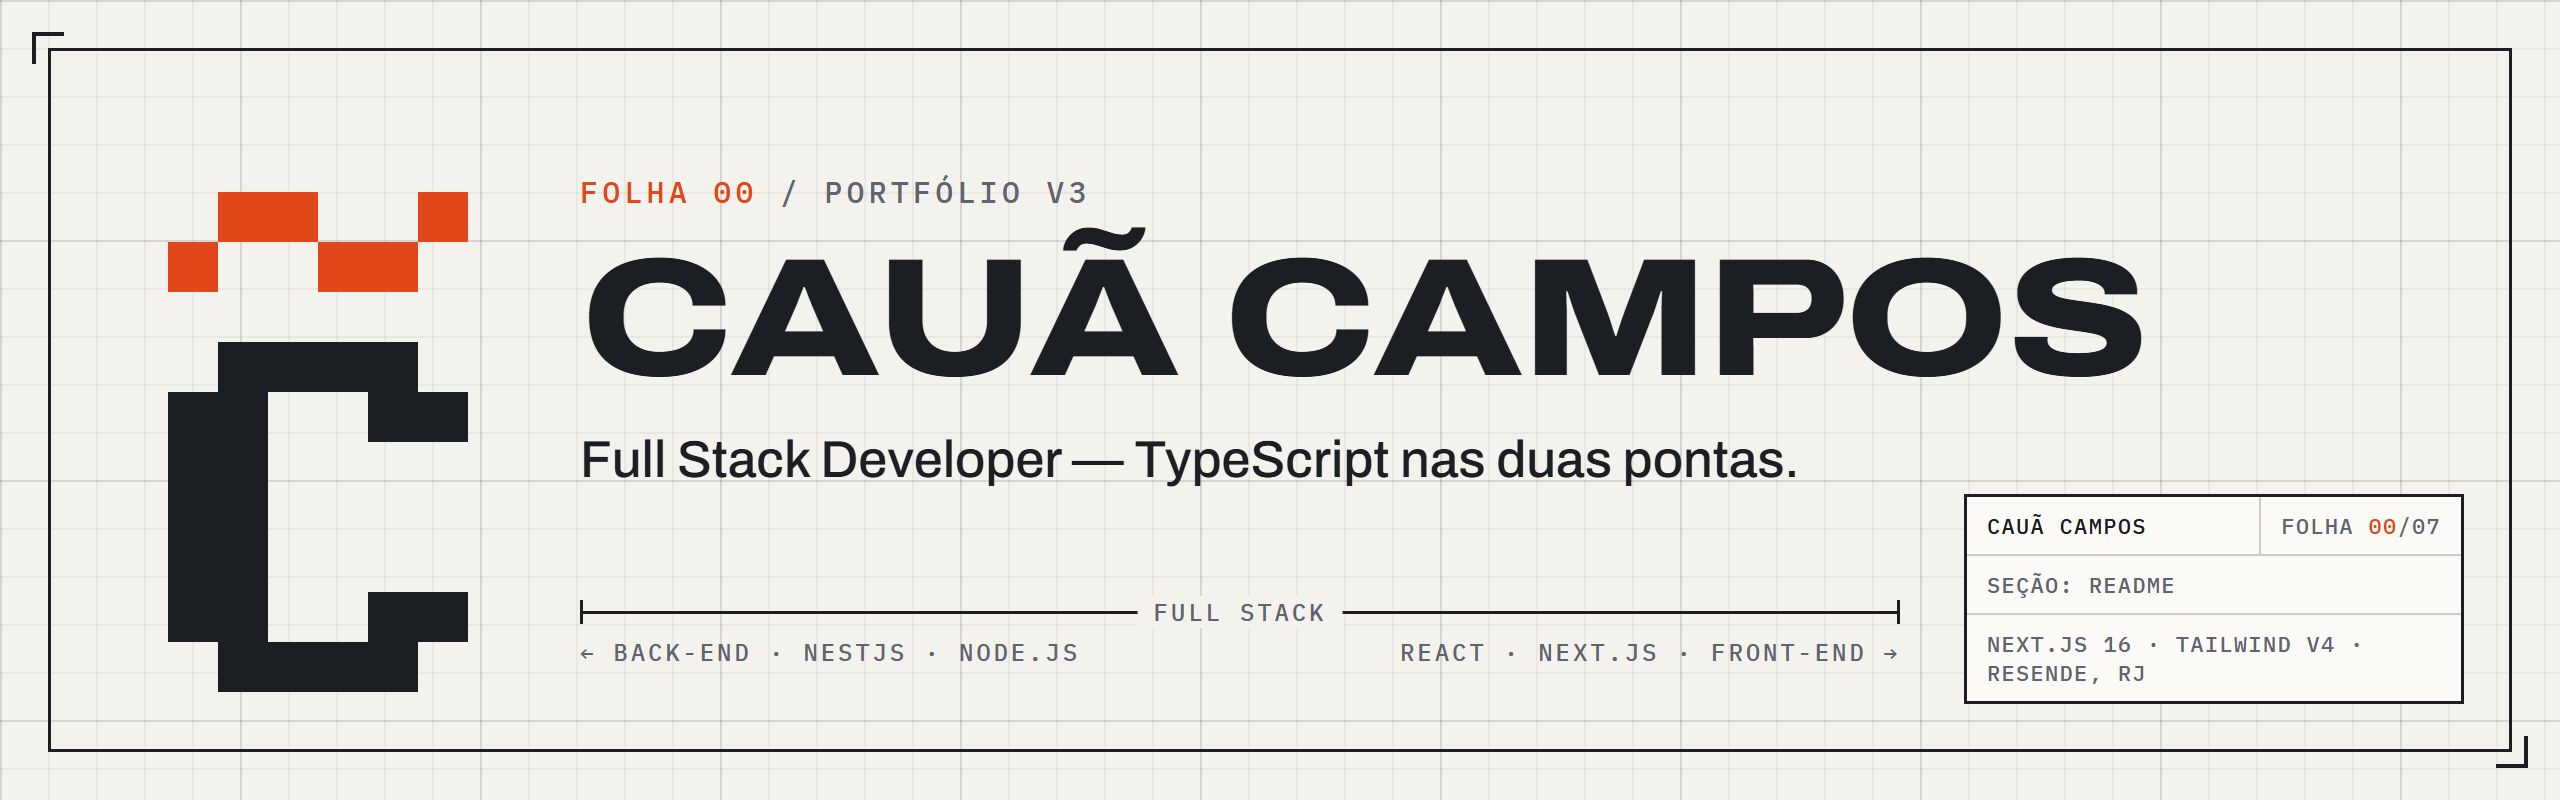 FOLHA 00 / PORTFÓLIO V3
CAUÃ CAMPOS
Full Stack Developer — TypeScript nas duas pontas.
FULL STACK
← BACK-END · NESTJS · NODE.JS
REACT · NEXT.JS · FRONT-END →
CAUÃ CAMPOS
FOLHA 00/07
SEÇÃO: README
NEXT.JS 16 · TAILWIND V4 ·
RESENDE, RJ